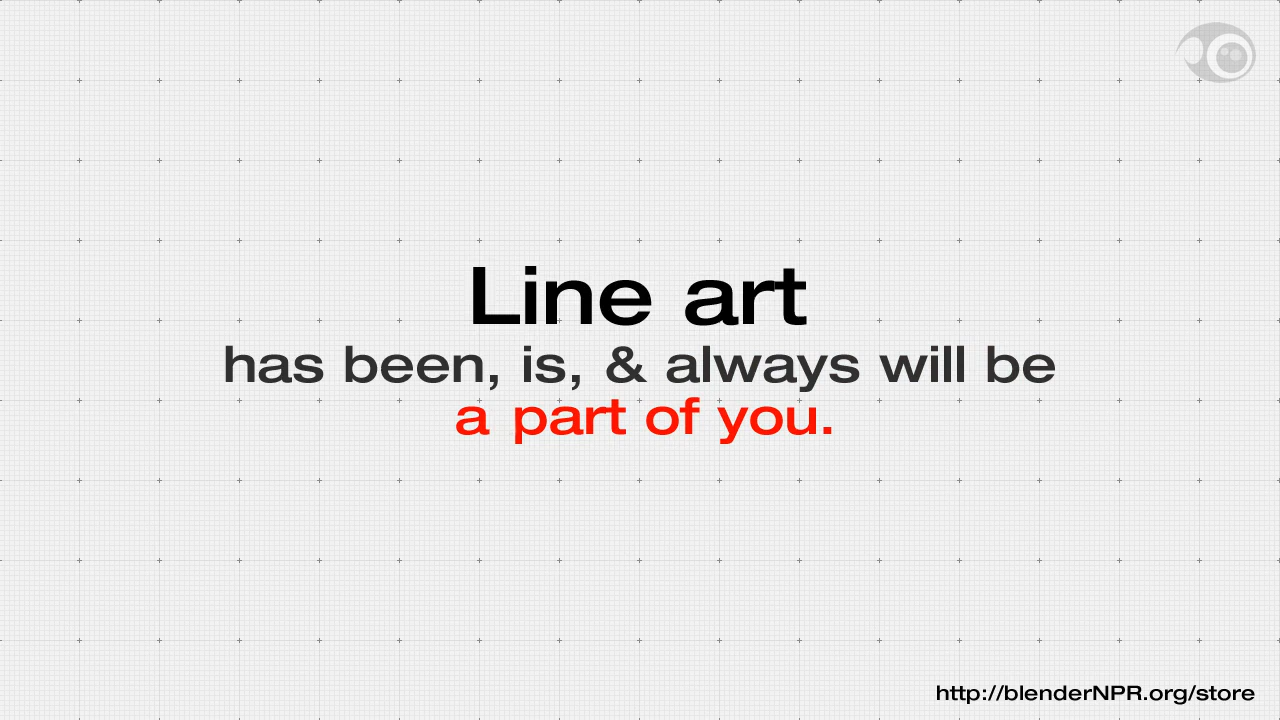 Line art
has been, is, & always will be
a part of you.
http://blenderNPR.org/store